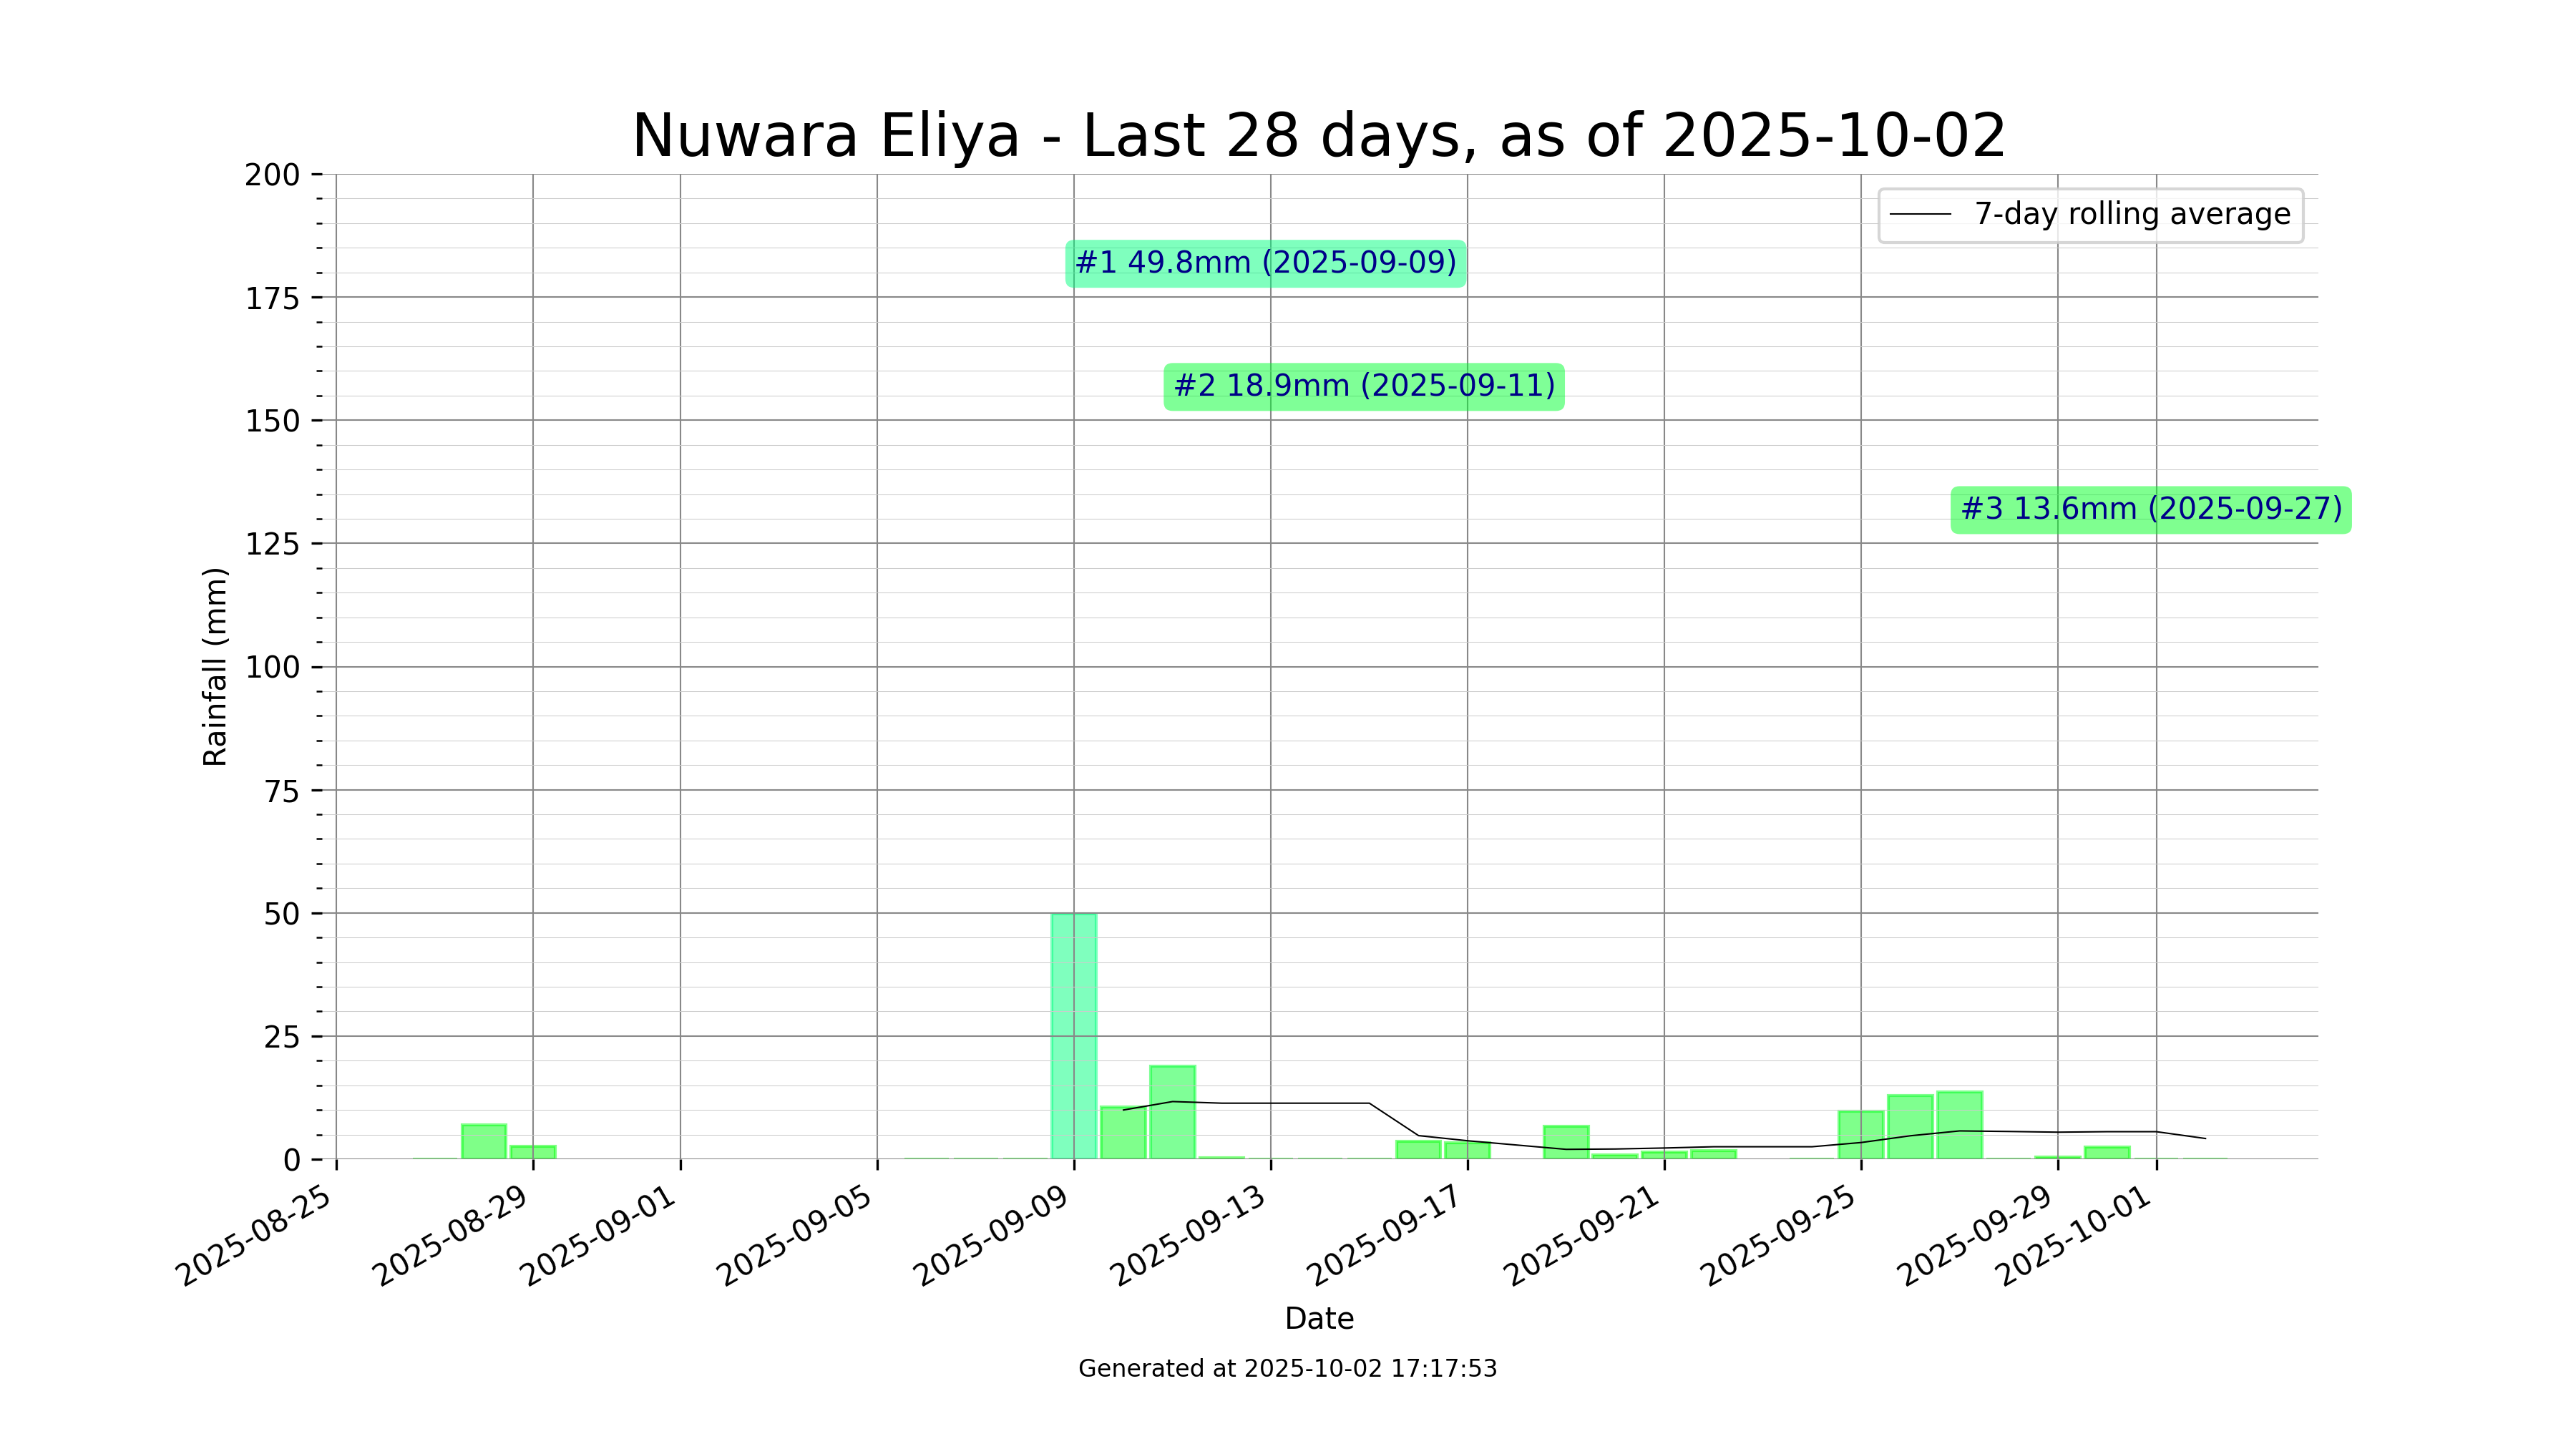 Nuwara Eliya - Last 28 days, as of 2025-10-02
7-day rolling average
#1 49.8mm (2025-09-09)
#2 18.9mm (2025-09-11)
#3 13.6mm (2025-09-27)
Rainfall (mm)
200
175
150
125
100
75
50
25
0
2025-08-25
2025-08-29
2025-09-01
2025-09-05
2025-09-09
2025-09-13
2025-09-17
2025-09-21
2025-09-25
2025-09-29
2025-10-01
Date
Generated at 2025-10-02 17:17:53